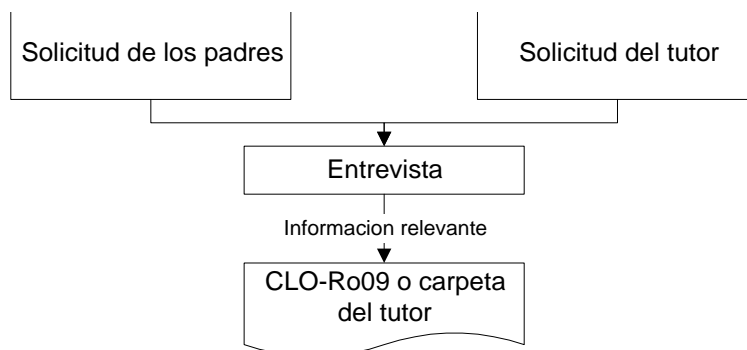 Solicitud de los padres
Solicitud del tutor
Entrevista
Informacion relevante
CLO-Ro09 o carpeta
del tutor